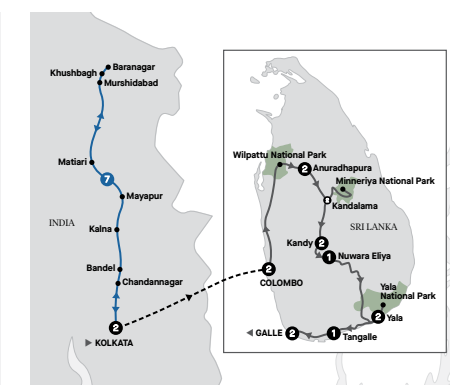 Baranagar
Khushbagh
Murshidabad
Matiari
7
Mayapur
INDIA
Kalna
Bandel
Chandannagar
2
KOLKATA
Wilpattu National Park
2
Anuradhapura
Minneriya National Park
Kandalama
SRI LANKA
Kandy
2
1
Nuwara Eliya
2
COLOMBO
Yala
National Park
2
Yala
GALLE
2
1
Tangalle